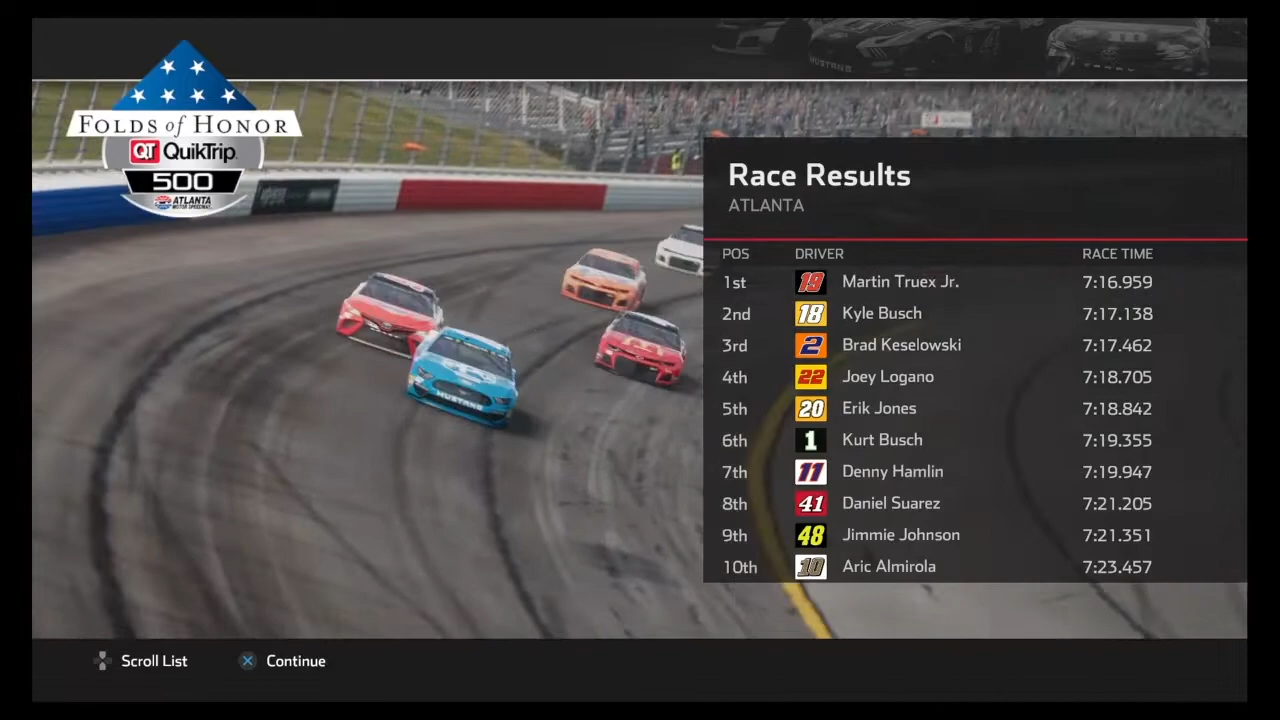 FOLDS of HONOR
QT QuikTrip
500
ATLANTA
MOTOR SPEEDWAY
MUSTANG
Race Results
ATLANTA
POS DRIVER RACE TIME
1st 19 Martin Truex Jr. 7:16.959
2nd 18 Kyle Busch 7:17.138
3rd 2 Brad Keselowski 7:17.462
4th 22 Joey Logano 7:18.705
5th 20 Erik Jones 7:18.842
6th 1 Kurt Busch 7:19.355
7th 11 Denny Hamlin 7:19.947
8th 41 Daniel Suarez 7:21.205
9th 48 Jimmie Johnson 7:21.351
10th 10 Aric Almirola 7:23.457
MUSTANG
Scroll List Continue